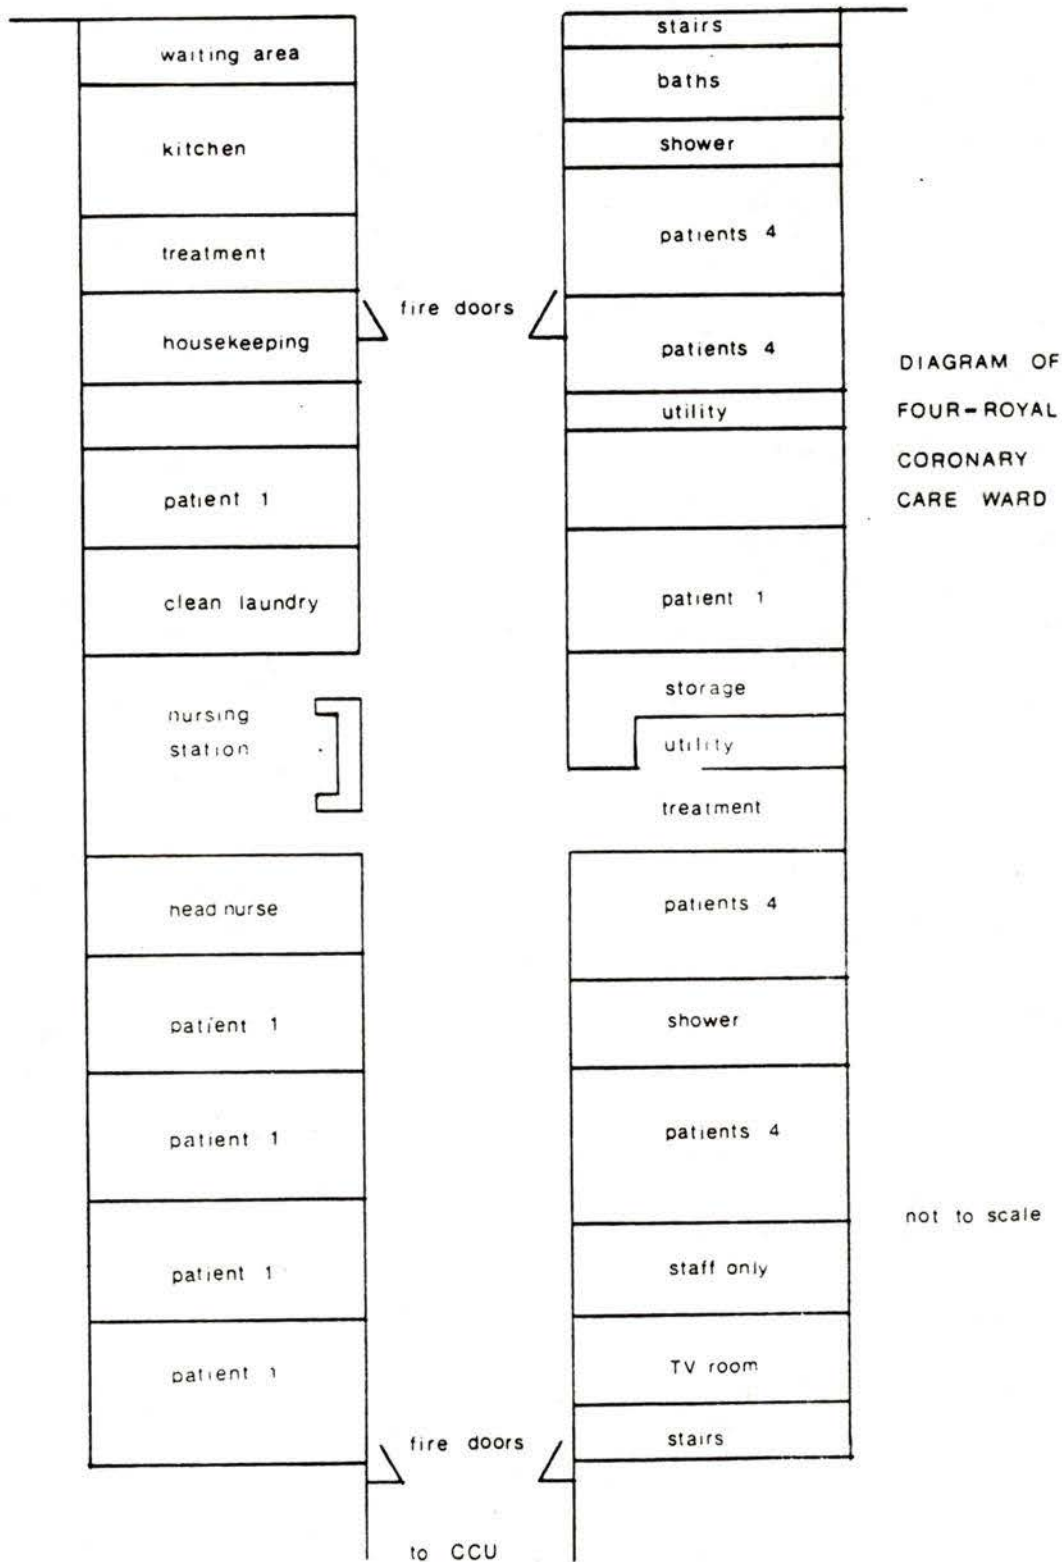 waiting area
kitchen
treatment
housekeeping
patient 1
clean laundry
nursing
station
head nurse
patient 1
patient 1
patient 1
patient 1
fire doors
fire doors
to CCU
stairs
baths
shower
patients 4
patients 4
utility
patient 1
storage
utility
treatment
patients 4
shower
patients 4
staff only
TV room
stairs
DIAGRAM OF
FOUR-ROYAL
CORONARY
CARE WARD
not to scale